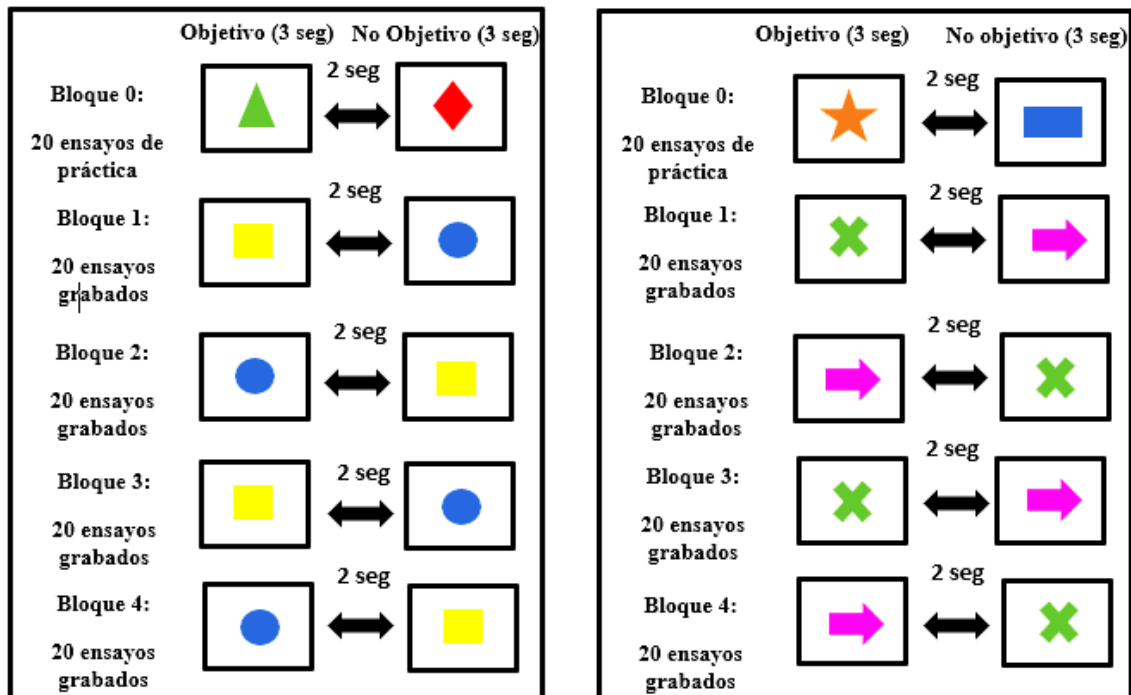 Objetivo (3 seg) No Objetivo (3 seg)
2 seg
Bloque 0:
20 ensayos de
práctica
2 seg
Bloque 1:
20 ensayos
grabados
2 seg
Bloque 2:
20 ensayos
grabados
2 seg
Bloque 3:
20 ensayos
grabados
2 seg
Bloque 4:
20 ensayos
grabados
Objetivo (3 seg) No objetivo (3 seg)
2 seg
Bloque 0:
20 ensayos de
práctica
2 seg
Bloque 1:
20 ensayos
grabados
2 seg
Bloque 2:
20 ensayos
grabados
2 seg
Bloque 3:
20 ensayos
grabados
2 seg
Bloque 4:
20 ensayos
grabados